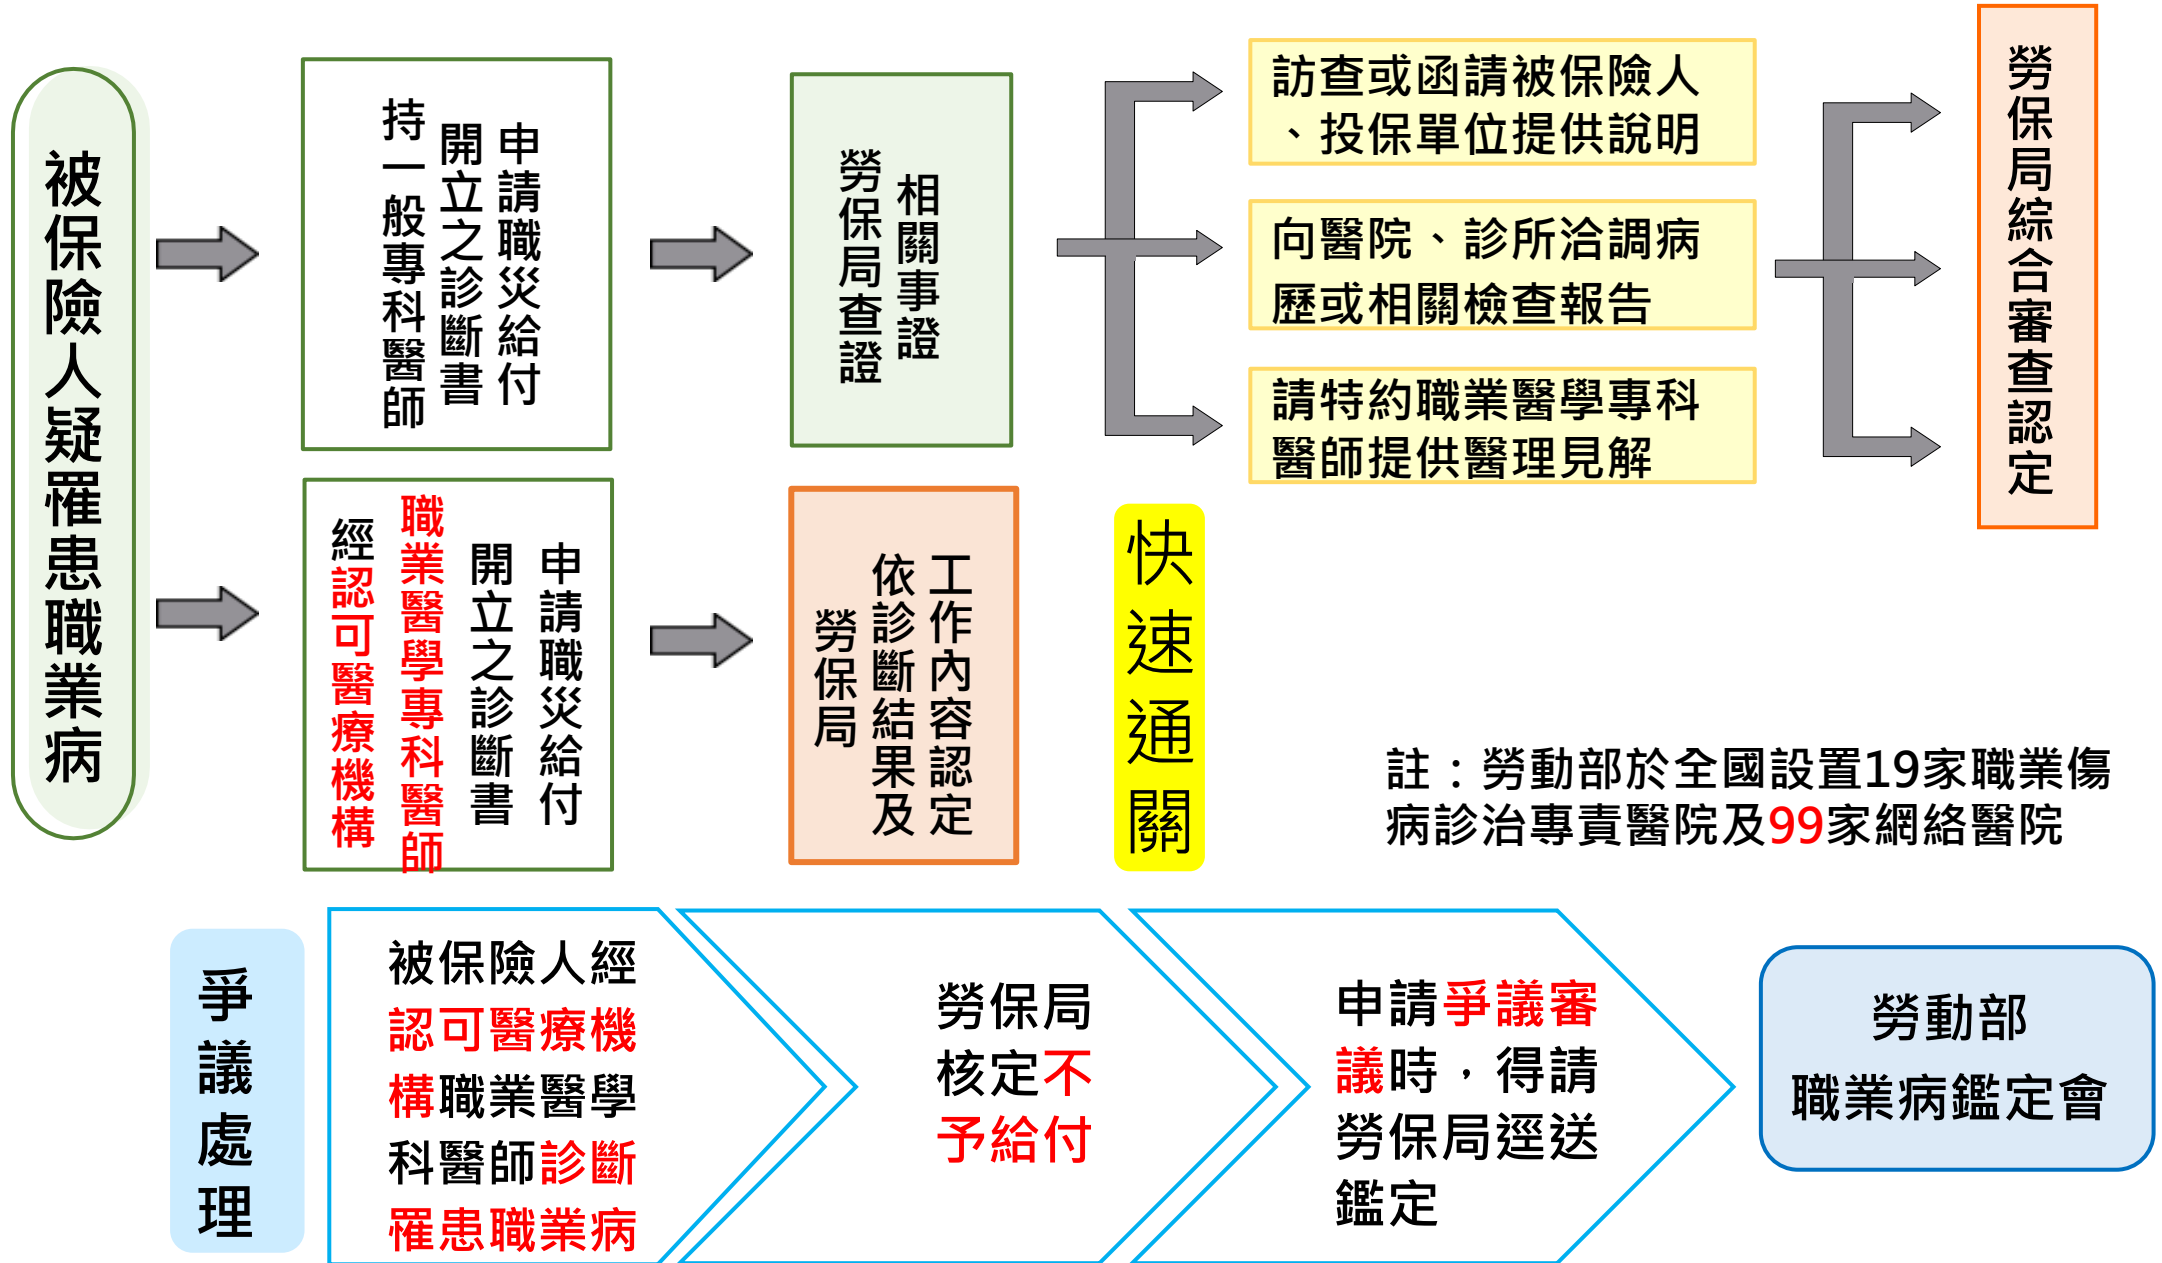 被保險人疑罹患職業病
持一般專科醫師
開立之診斷書
申請職災給付
勞保局查證
相關事證
訪查或函請被保險人
、投保單位提供說明
向醫院、診所洽調病
歷或相關檢查報告
請特約職業醫學專科
醫師提供醫理見解
勞保局綜合審查認定
經認可醫療機構
職業醫學專科醫師
開立之診斷書
申請職災給付
勞保局
依診斷結果及
工作內容認定
快速通關
註：勞動部於全國設置19家職業傷
病診治專責醫院及99家網絡醫院
爭議處理
被保險人經
認可醫療機
構職業醫學
科醫師診斷
罹患職業病
勞保局
核定不
予給付
申請爭議審
議時，得請
勞保局逕送
鑑定
勞動部
職業病鑑定會